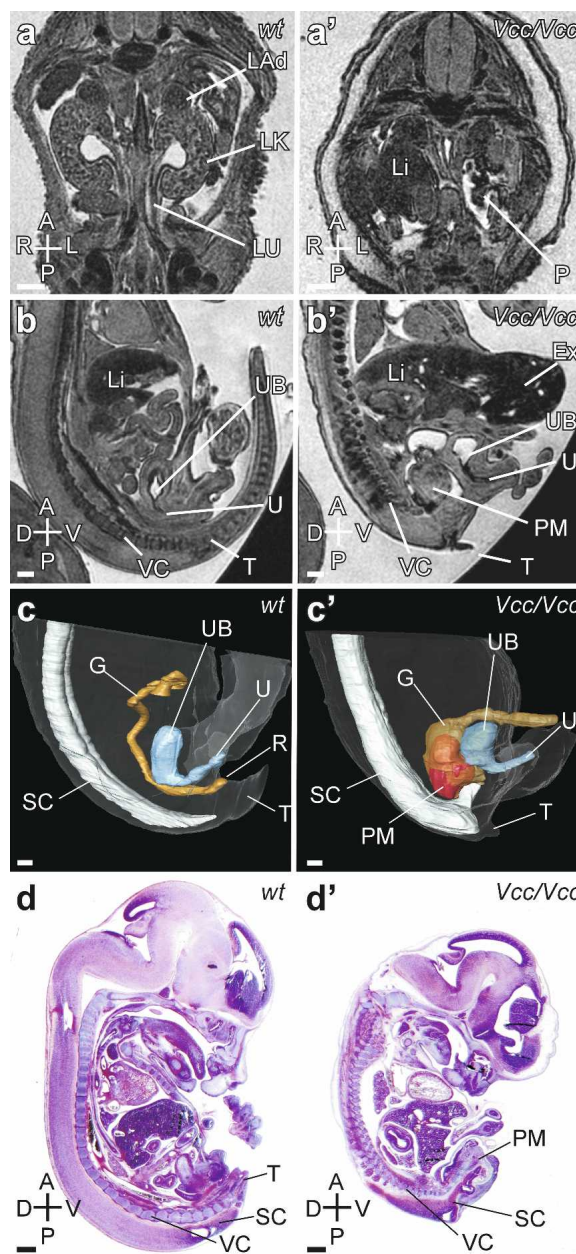 a
wt
LAd
LK
LU
A
R
L
P
a'
Vcc/Vcc
Li
A
R
L
P
P
b
wt
Li
UB
U
A
D
V
P
VC
T
b'
Vcc/Vcc
Ex
Li
UB
U
PM
A
D
V
P
VC
T
c
wt
UB
G
U
R
SC
T
c'
Vcc/Vcc
UB
G
U
SC
PM
T
d
wt
A
D
V
P
T
SC
VC
d'
Vcc/Vcc
PM
A
D
V
P
SC
VC